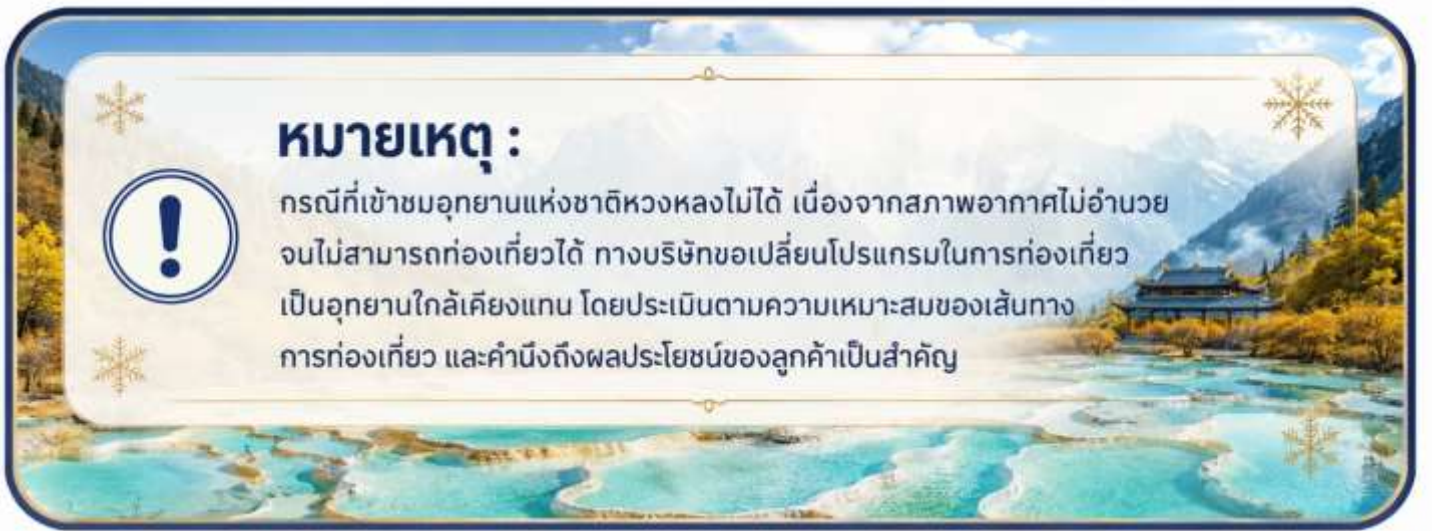 หมายเหตุ :
กรณีที่เข้าชมอุทยานแห่งชาติหวงหลงไม่ได้ เนื่องจากสภาพอากาศไม่อำนวย
จนไม่สามารถท่องเที่ยวได้ ทางบริษัทขอเปลี่ยนโปรแกรมในการท่องเที่ยว
เป็นอุทยานใกล้เคียงแทน โดยประเมินตามความเหมาะสมของเส้นทาง
การท่องเที่ยว และคำนึงถึงผลประโยชน์ของลูกค้าเป็นสำคัญ